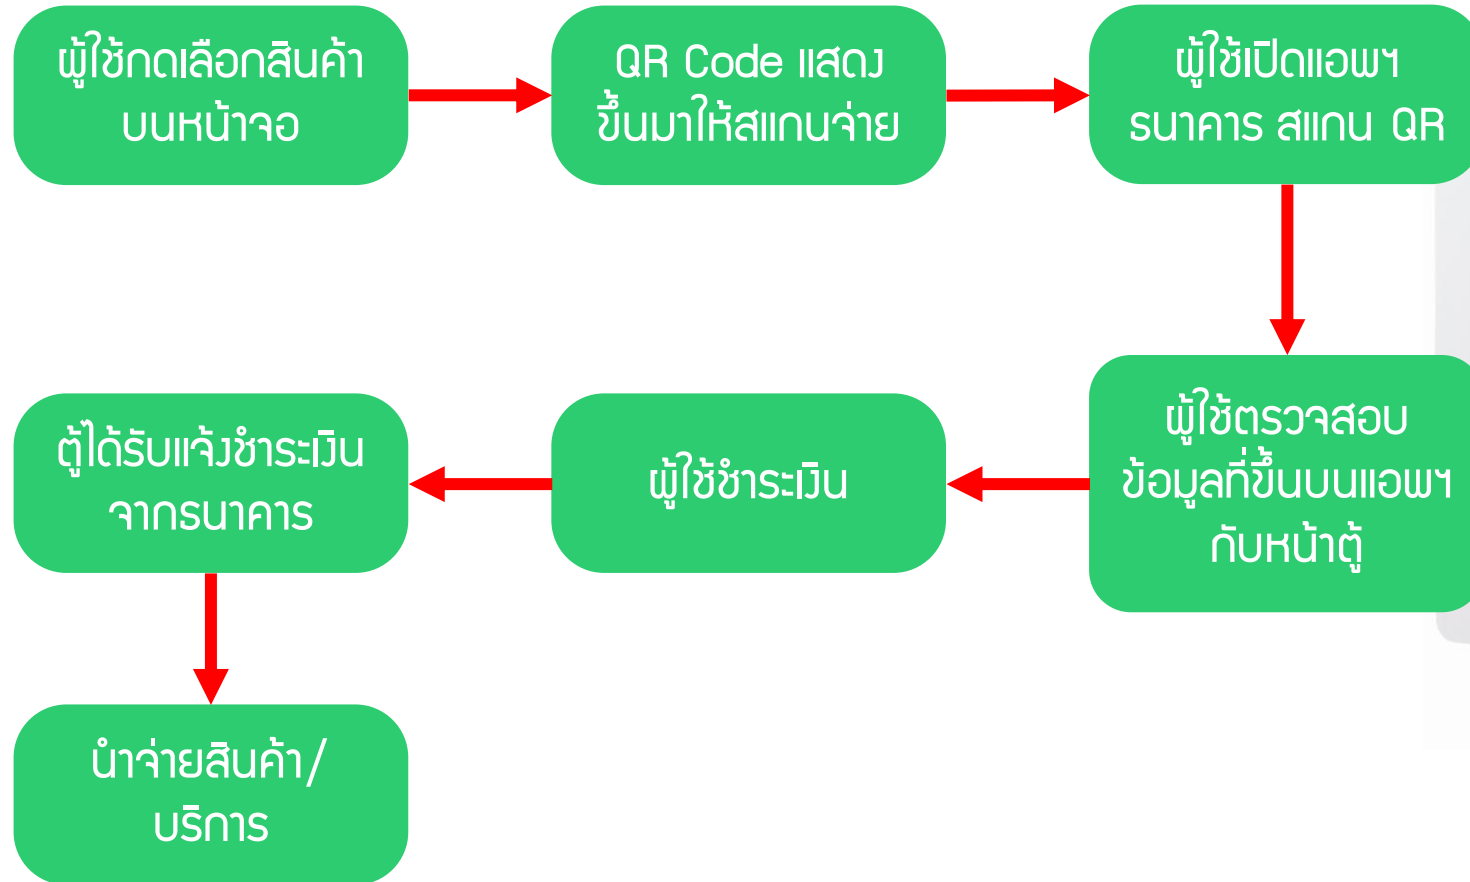 ผู้ใช้กดเลือกสินค้า
บนหน้าจอ
QR Code แสดง
ขึ้นมาให้สแกนจ่าย
ผู้ใช้เปิดแอพฯ
ธนาคาร สแกน QR
ผู้ใช้ตรวจสอบ
ข้อมูลที่ขึ้นบนแอพฯ
กับหน้าตู้
ผู้ใช้ชำระเงิน
ตู้ได้รับแจ้งชำระเงิน
จากธนาคาร
นำจ่ายสินค้า/
บริการ